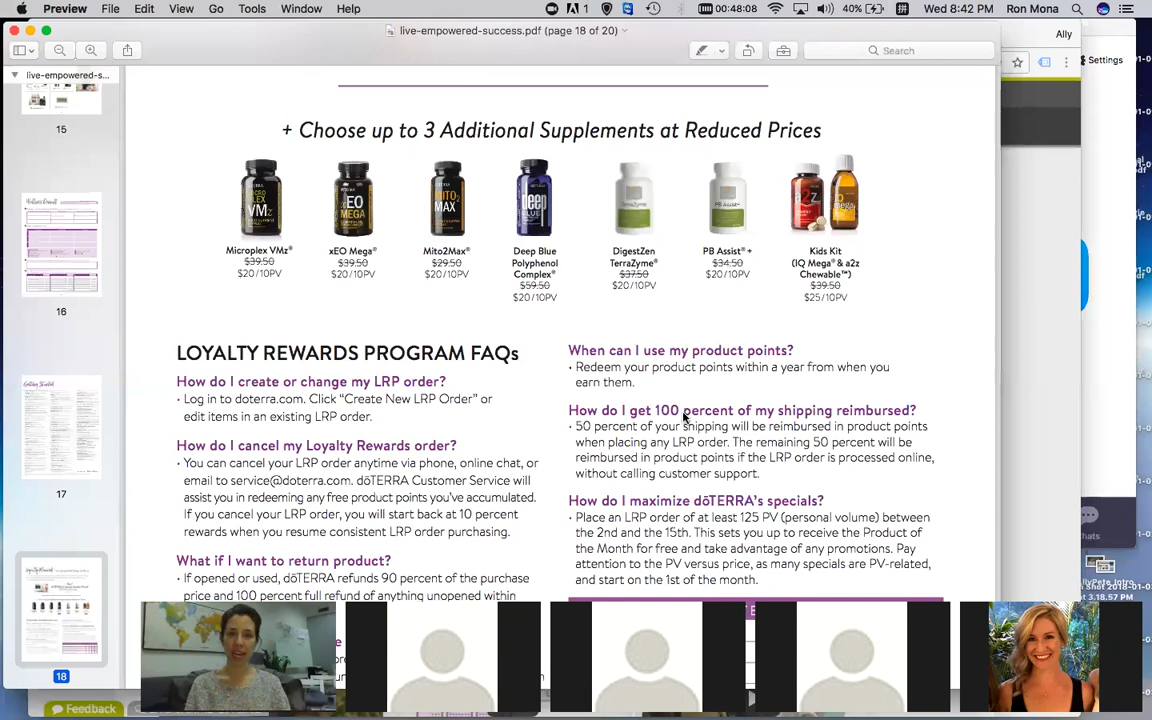 Preview File Edit View Go Tools Window Help
1 00:48:08 40% Wed 8:42 PM Ron Mona
live-empowered-success.pdf (page 18 of 20)
Ally
Search
Settings
live-empowered-s...
15
16
17
18
+ Choose up to 3 Additional Supplements at Reduced Prices
Microplex VMz®
$39.50
$20/10PV
xEO Mega®
$39.50
$20/10PV
Mito2Max®
$29.50
$20/10PV
Deep Blue
Polyphenol
Complex®
$59.50
$20/10PV
DigestZen
TerraZyme®
$37.50
$20/10PV
PB Assist®+
$34.50
$20/10PV
Kids Kit
(IQ Mega® & a2z
Chewable™)
$39.50
$25/10PV
LOYALTY REWARDS PROGRAM FAQs
How do I create or change my LRP order?
• Log in to doterra.com. Click “Create New LRP Order” or
edit items in an existing LRP order.
How do I cancel my Loyalty Rewards order?
• You can cancel your LRP order anytime via phone, online chat, or
email to service@doterra.com. dōTERRA Customer Service will
assist you in redeeming any free product points you’ve accumulated.
If you cancel your LRP order, you will start back at 10 percent
rewards when you resume consistent LRP order purchasing.
What if I want to return product?
• If opened or used, dōTERRA refunds 90 percent of the purchase
price and 100 percent full refund of anything unopened within
When can I use my product points?
• Redeem your product points within a year from when you
earn them.
How do I get 100 percent of my shipping reimbursed?
• 50 percent of your shipping will be reimbursed in product points
when placing any LRP order. The remaining 50 percent will be
reimbursed in product points if the LRP order is processed online,
without calling customer support.
How do I maximize dōTERRA’s specials?
• Place an LRP order of at least 125 PV (personal volume) between
the 2nd and the 15th. This sets you up to receive the Product of
the Month for free and take advantage of any promotions. Pay
attention to the PV versus price, as many specials are PV-related,
and start on the 1st of the month.
hats
llyPete Intro
Shot 2018-01-0
3.18.57 PM
Feedback